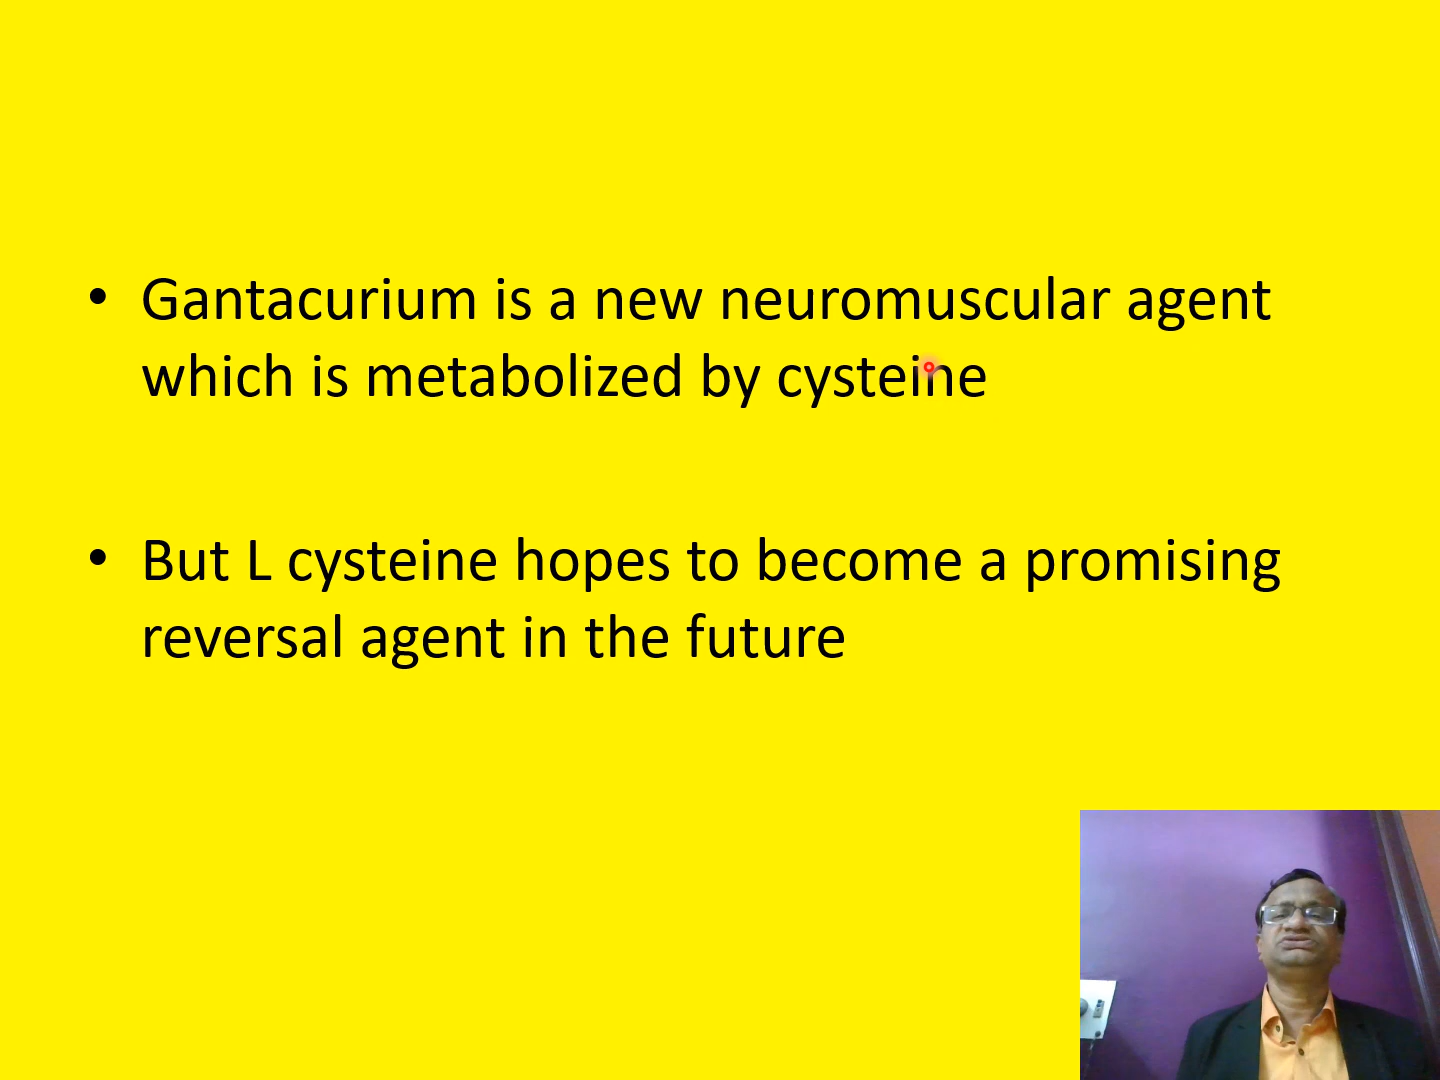 • Gantacurium is a new neuromuscular agent
which is metabolized by cysteine
• But L cysteine hopes to become a promising
reversal agent in the future